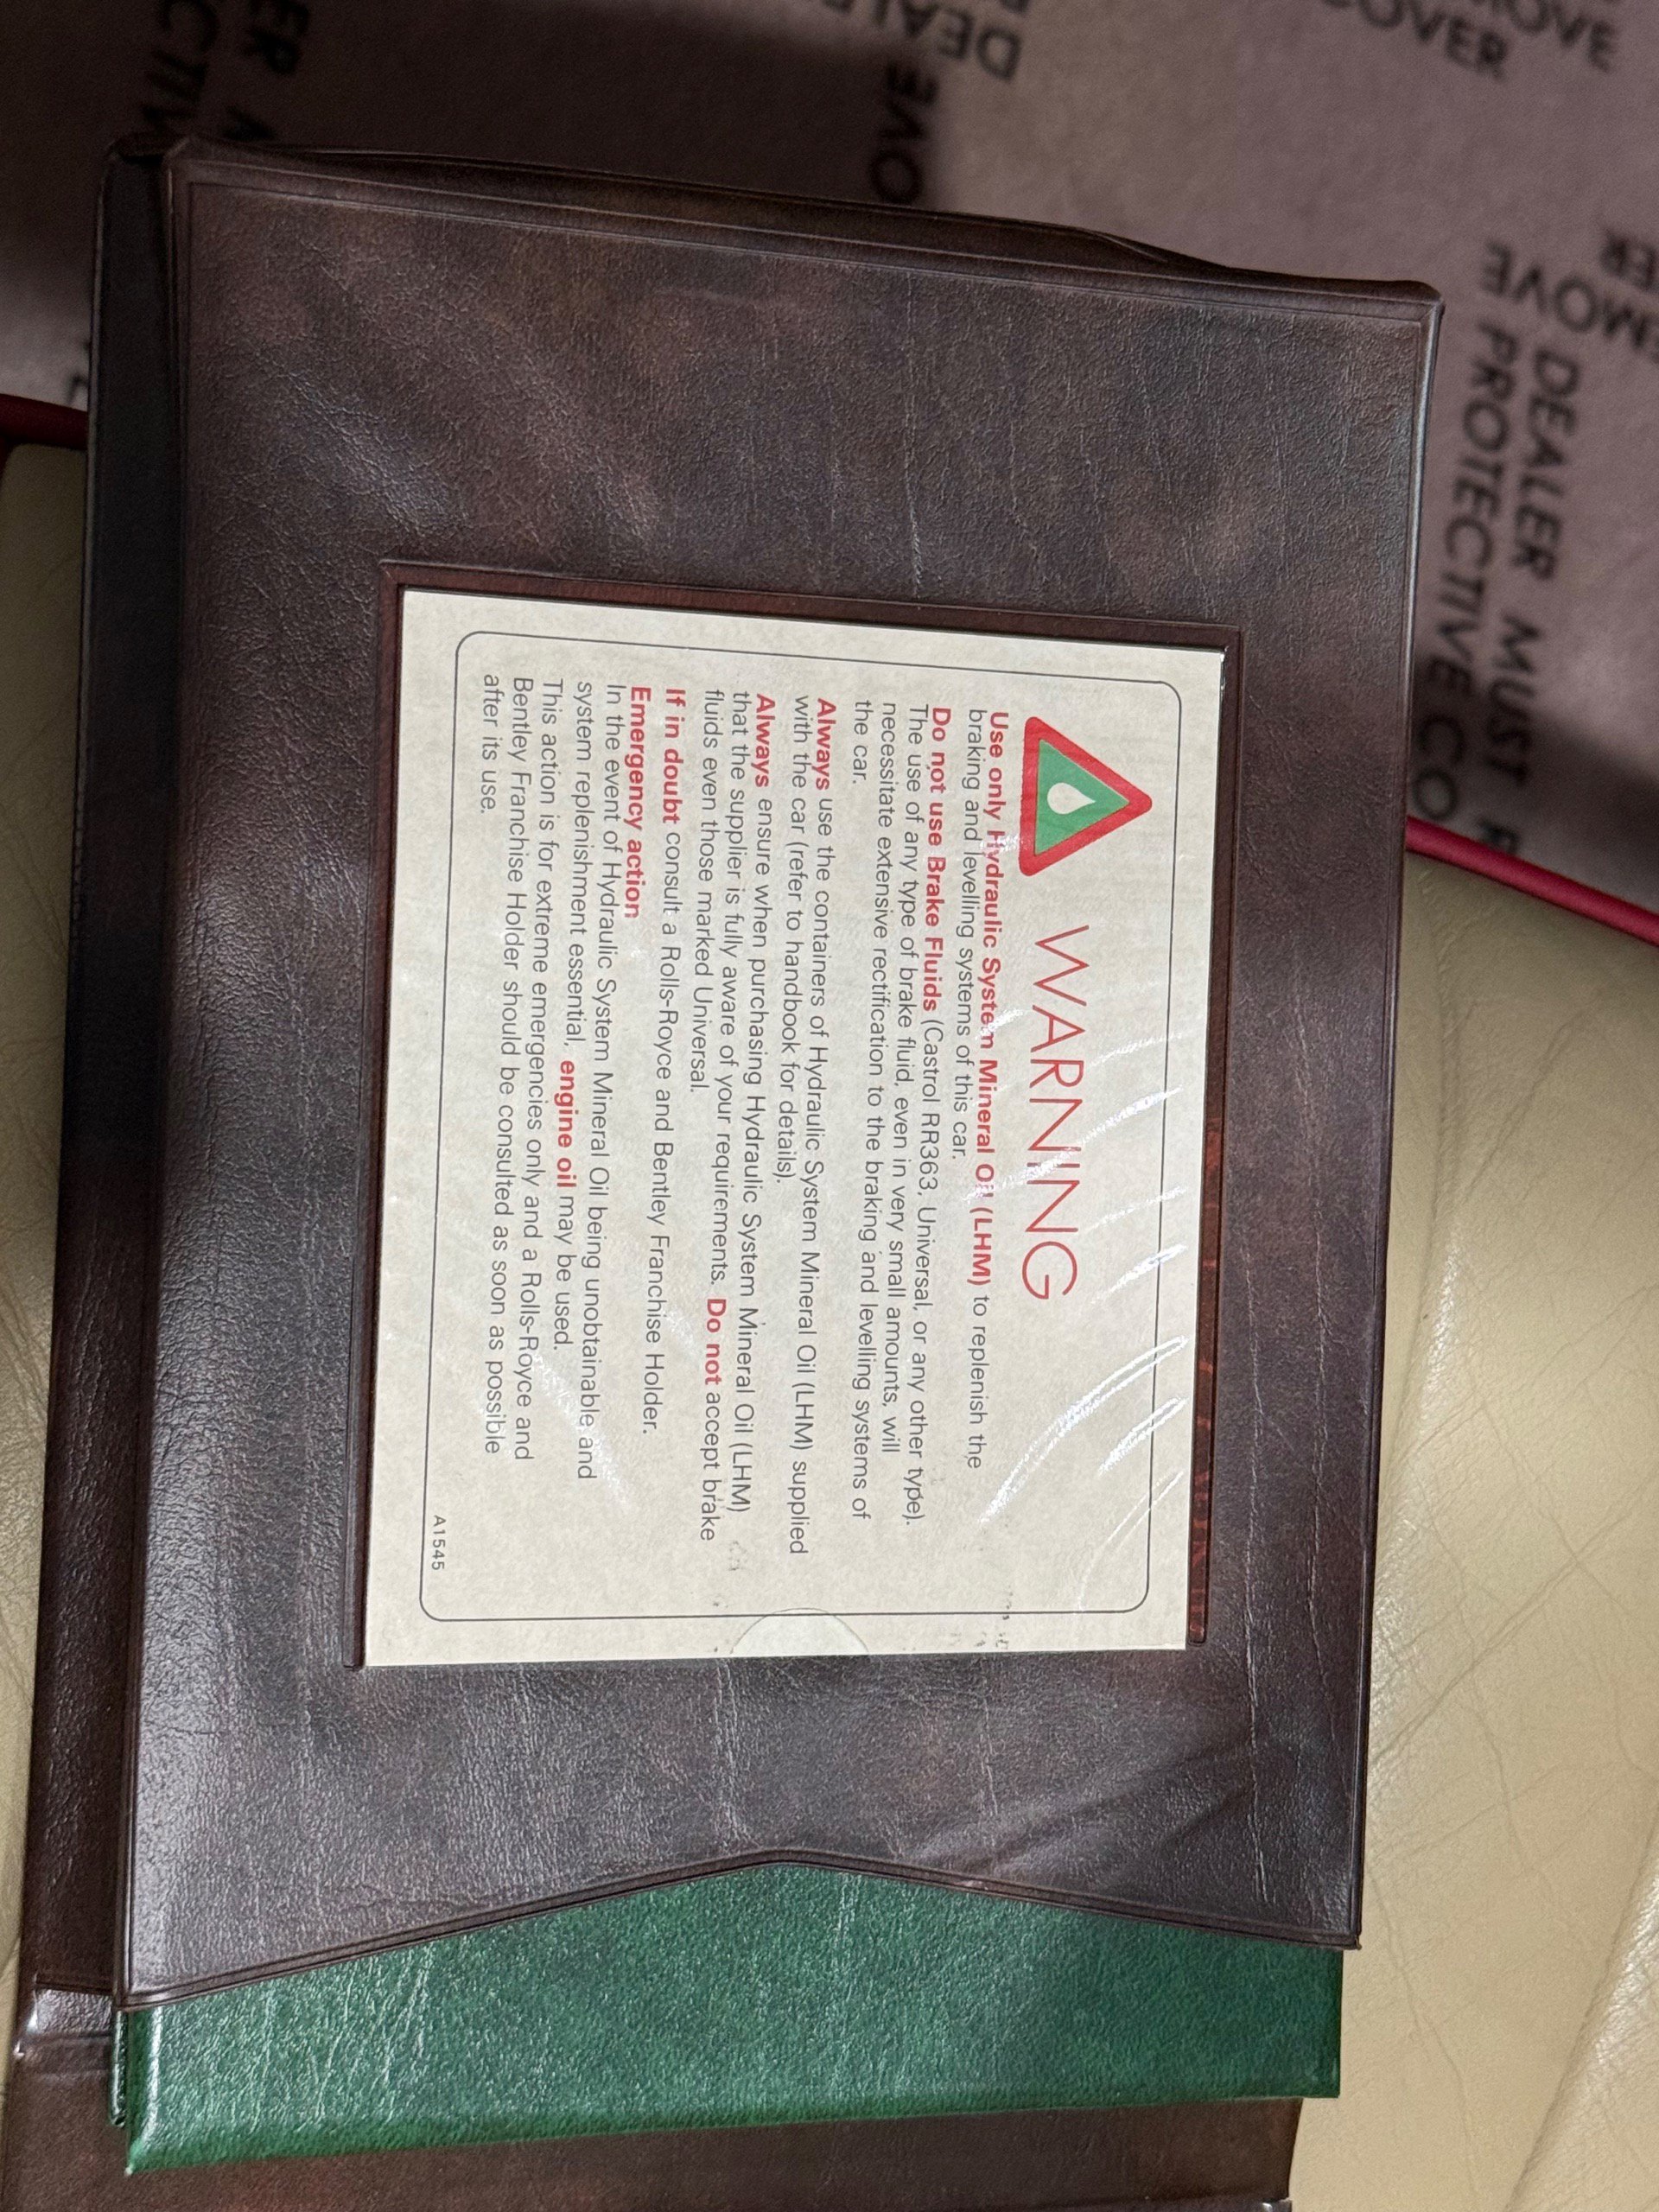 WARNING
Use only Hydraulic System Mineral Oil (LHM) to replenish the
braking and levelling systems of this car.
Do not use Brake Fluids (Castrol RR363, Universal, or any other type).
The use of any type of brake fluid, even in very small amounts, will
necessitate extensive rectification to the braking and levelling systems of
the car.
Always use the containers of Hydraulic System Mineral Oil (LHM) supplied
with the car (refer to handbook for details).
Always ensure when purchasing Hydraulic System Mineral Oil (LHM)
that the supplier is fully aware of your requirements. Do not accept brake
fluids even those marked Universal.
If in doubt consult a Rolls-Royce and Bentley Franchise Holder.
Emergency action
In the event of Hydraulic System Mineral Oil being unobtainable and
system replenishment essential, engine oil may be used.
This action is for extreme emergencies only and a Rolls-Royce and
Bentley Franchise Holder should be consulted as soon as possible
after its use.
A1545
DEALER MUST
PROTECTIVE
COVER